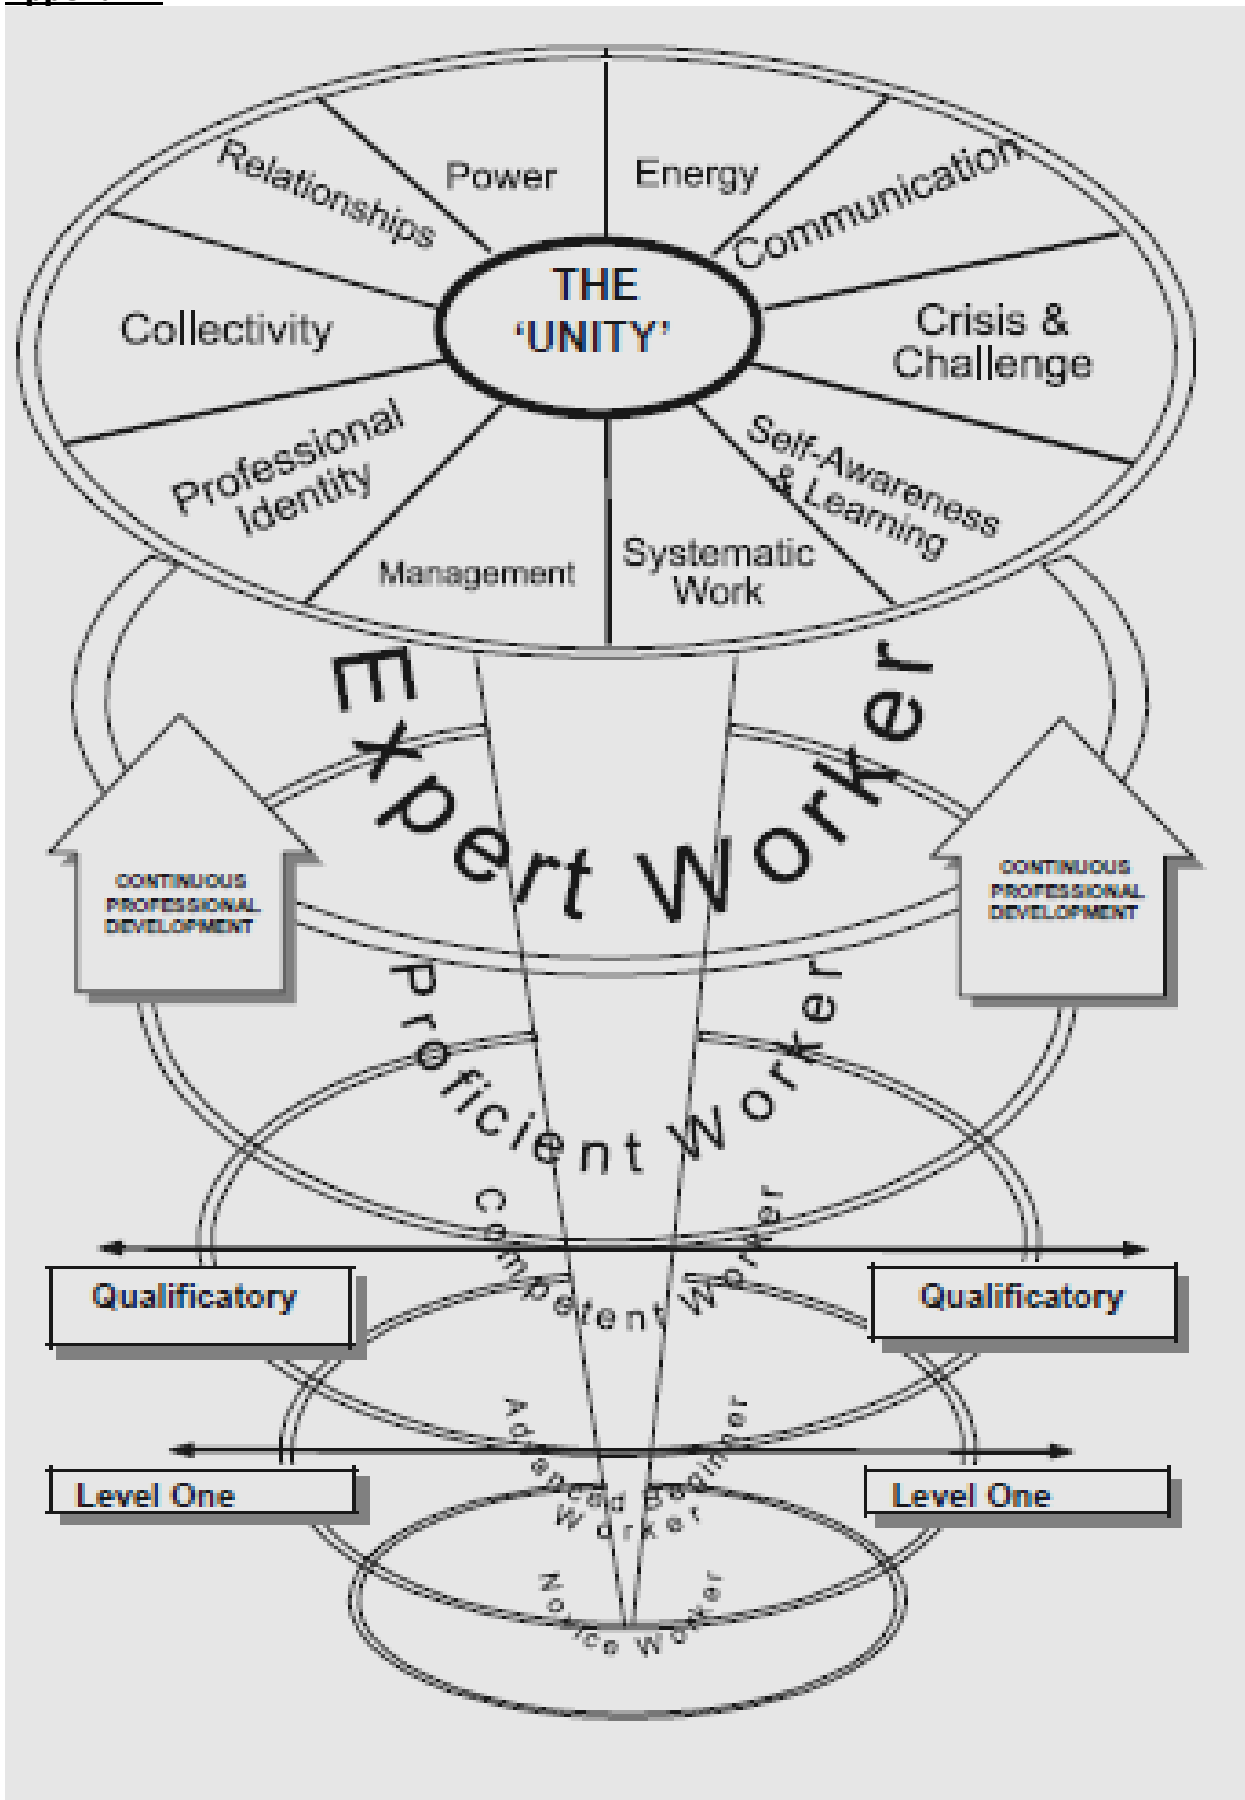 Relationships
Power
Energy
Communication
THE
‘UNITY’
Collectivity
Crisis &
Challenge
Professional
Identity
Management
Systematic
Work
Self-Awareness
& Learning
Expert Worker
CONTINUOUS
PROFESSIONAL
DEVELOPMENT
CONTINUOUS
PROFESSIONAL
DEVELOPMENT
Proficient Worker
Competent Worker
Qualificatory
Qualificatory
Advanced Beginner
Worker
Level One
Level One
Novice Worker